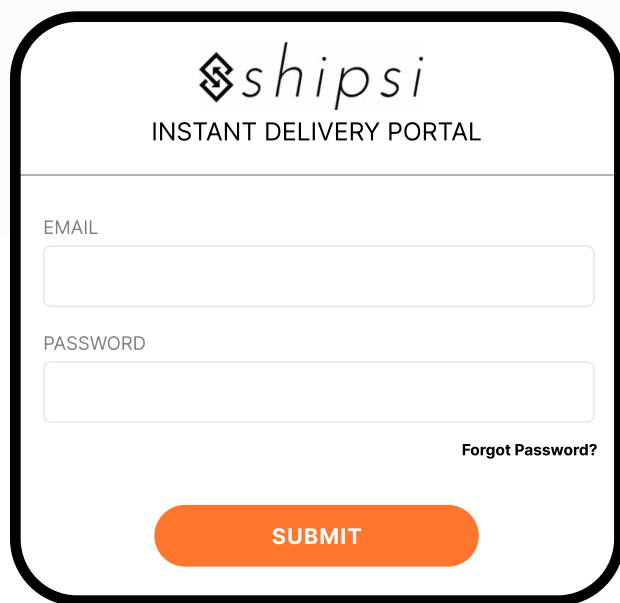 shipsi
INSTANT DELIVERY PORTAL
EMAIL
PASSWORD
Forgot Password?
SUBMIT